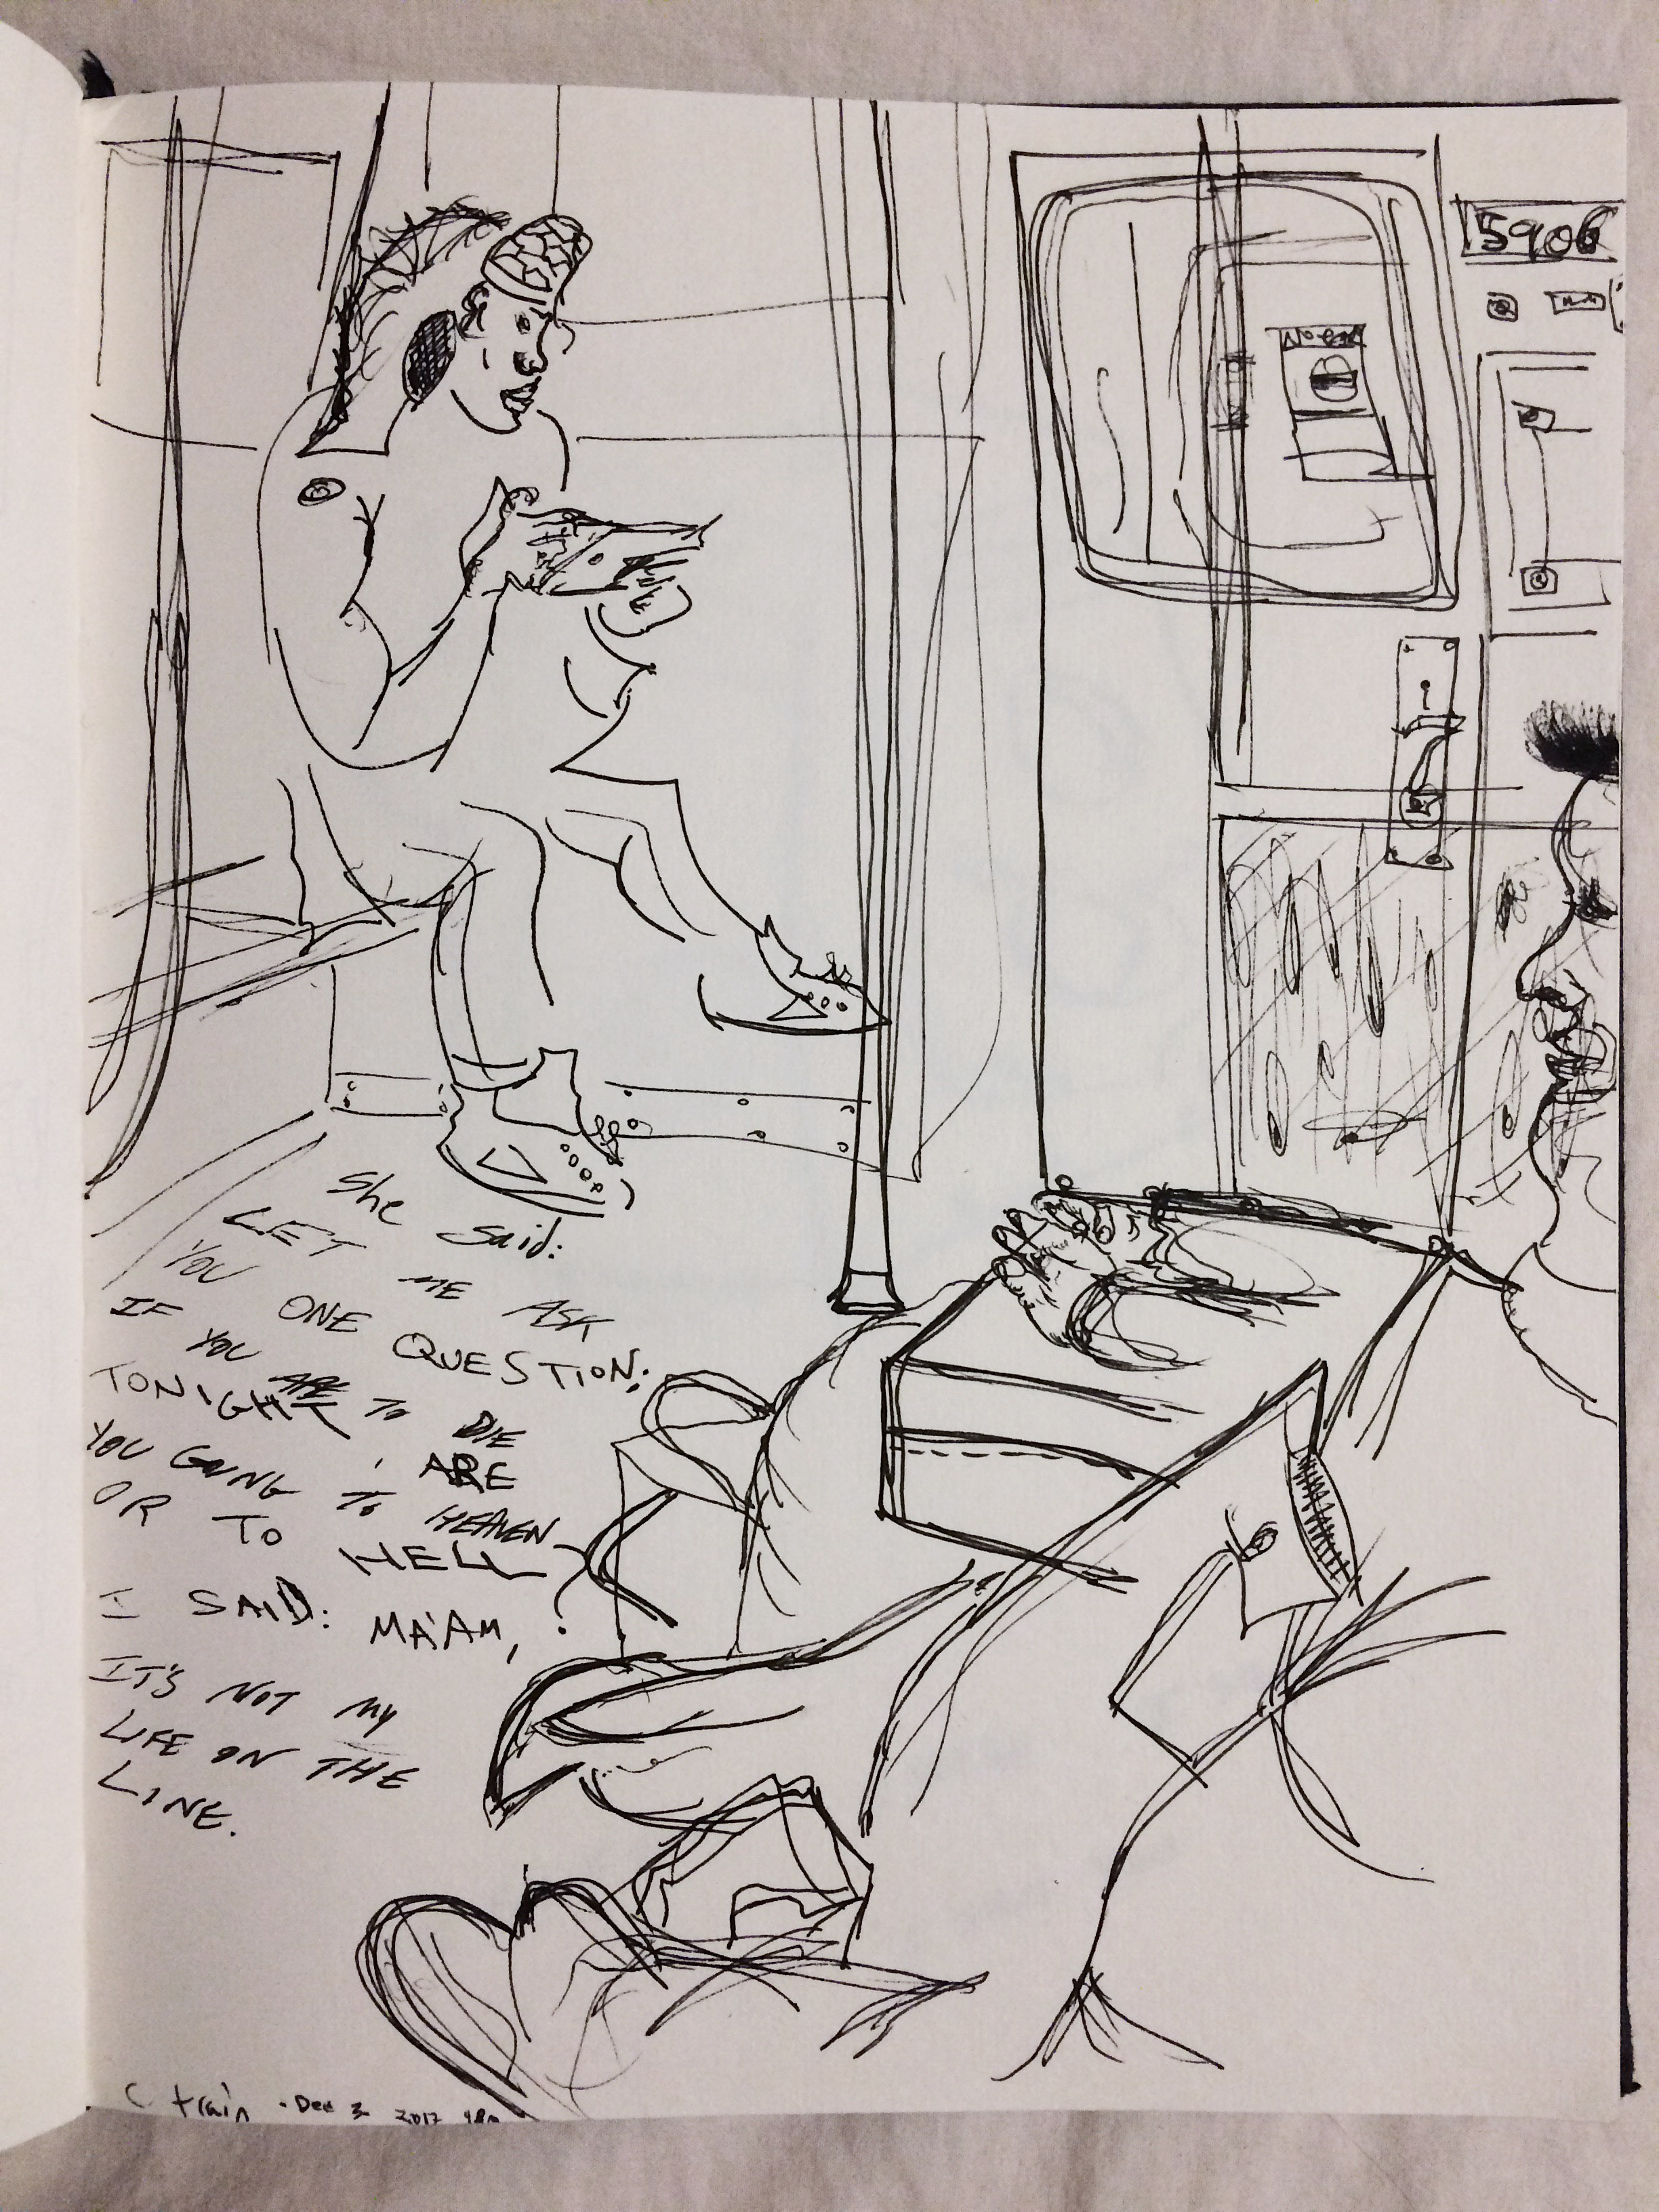 5906
She said:
LET ME ASK
YOU ONE QUESTION:
IF YOU ARE TO DIE
TONIGHT, ARE
YOU GOING TO HEAVEN
OR TO HELL?
I SAID: MA'AM,
IT'S NOT MY
LIFE ON THE
LINE.
C train - Dec 2017